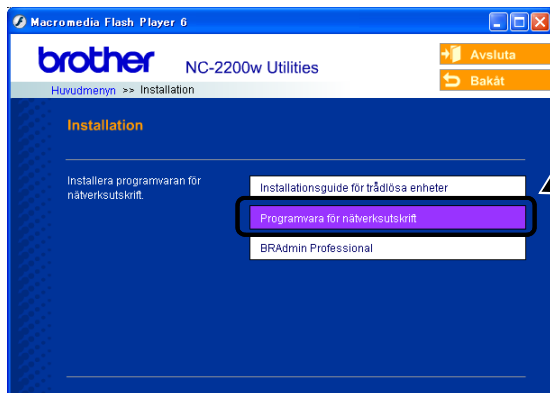 Macromedia Flash Player 6
brother
NC-2200w Utilities
Avsluta
Bakåt
Huvudmenyn >> Installation
Installation
Installera programvaran för
nätverksutskrift.
Installationsguide för trådlösa enheter
Programvara för nätverksutskrift
BRAdmin Professional